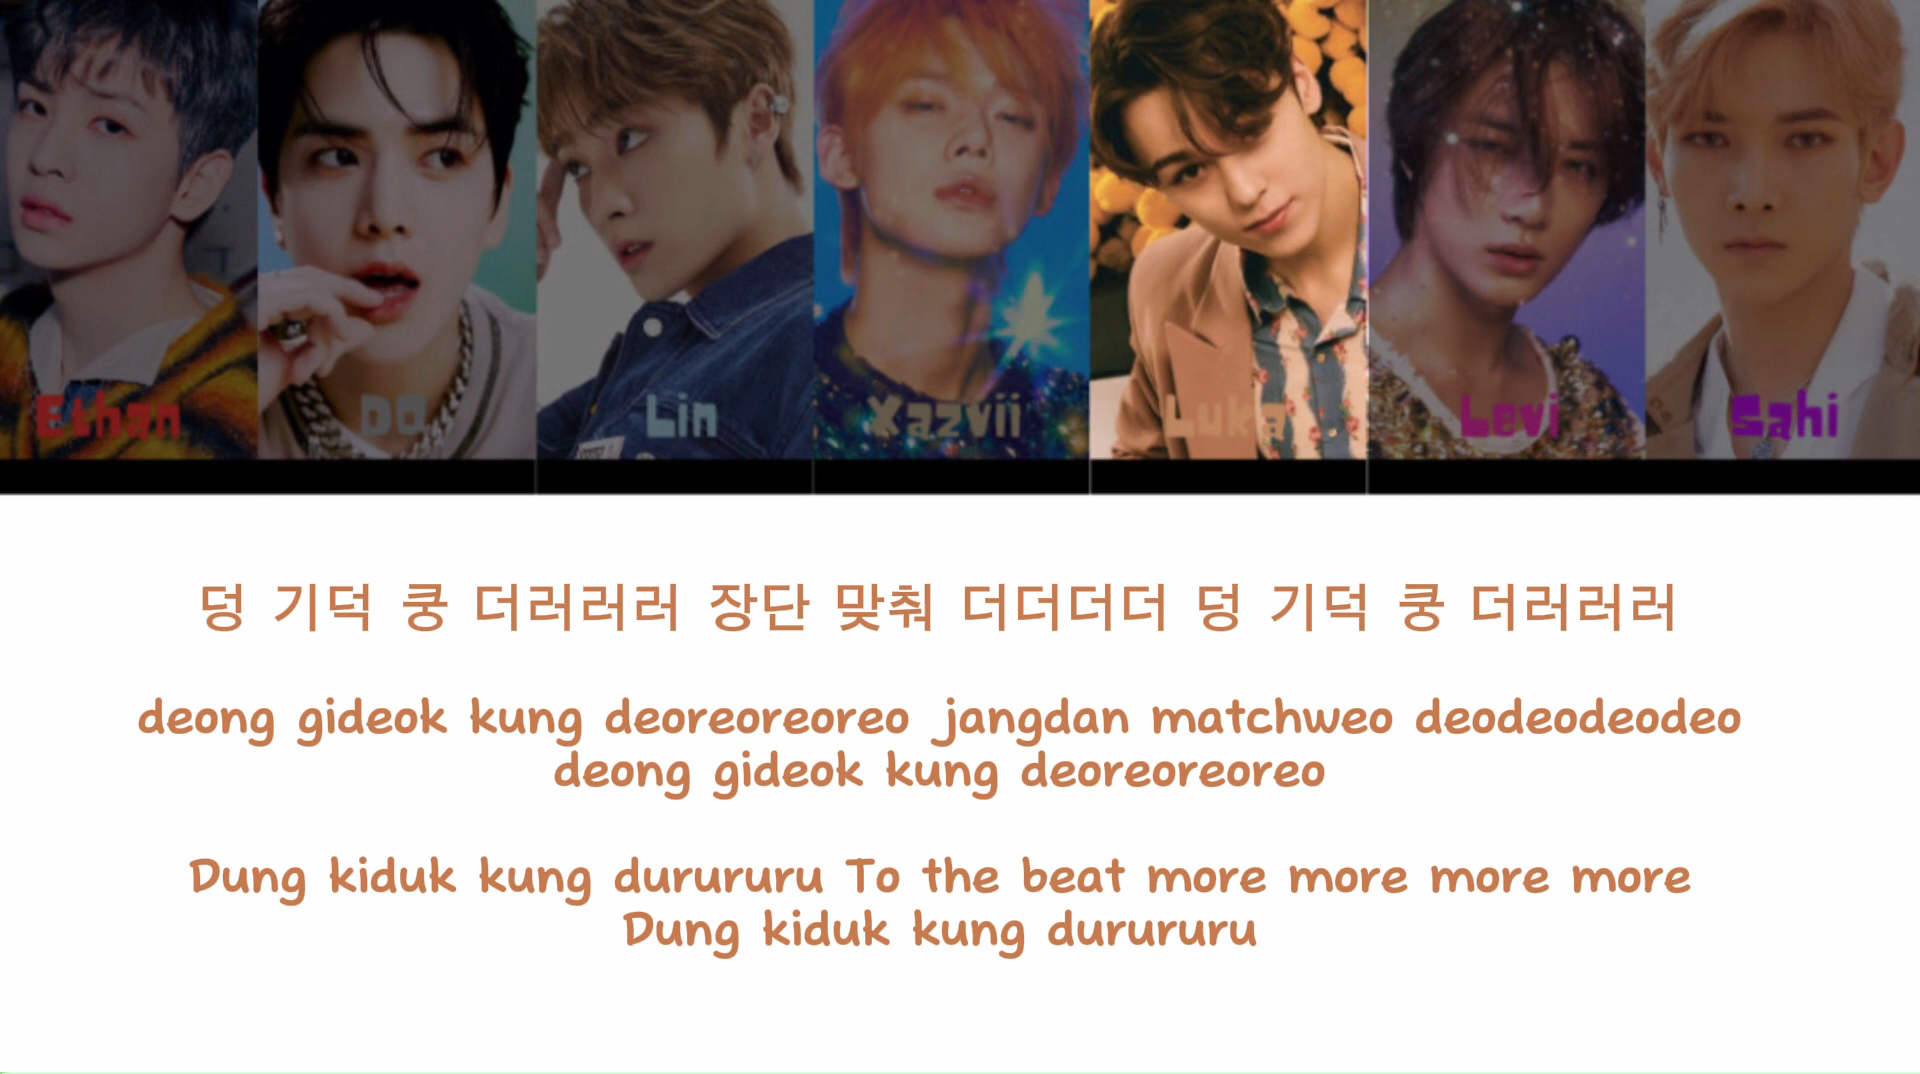 Ethan DO Lin Xazvii Luka Levi Sahi
덩 기덕 쿵 더러러러 장단 맞춰 더더더더 덩 기덕 쿵 더러러러
deong gideok kung deoreoreoreo jangdan matchweo deodeodeodeo
deong gideok kung deoreoreoreo
Dung kiduk kung durururu To the beat more more more more
Dung kiduk kung durururu